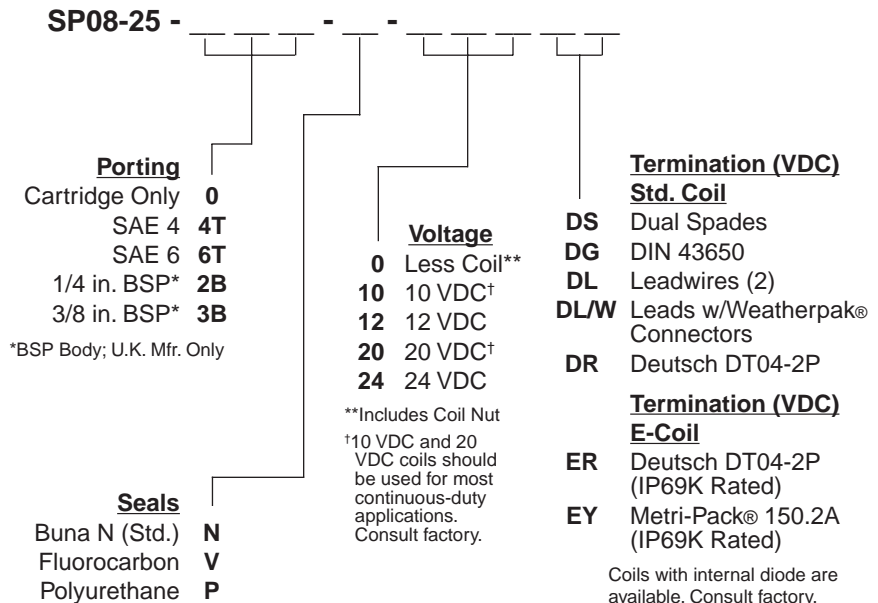 SP08-25 - __ __ __ - __ - __ __ __ __ __
Porting
Cartridge Only 0
SAE 4 4T
SAE 6 6T
1/4 in. BSP* 2B
3/8 in. BSP* 3B
*BSP Body; U.K. Mfr. Only
Seals
Buna N (Std.) N
Fluorocarbon V
Polyurethane P
Voltage
0 Less Coil**
10 10 VDC†
12 12 VDC
20 20 VDC†
24 24 VDC
**Includes Coil Nut
†10 VDC and 20
VDC coils should
be used for most
continuous-duty
applications.
Consult factory.
Termination (VDC)
Std. Coil
DS Dual Spades
DG DIN 43650
DL Leadwires (2)
DL/W Leads w/Weatherpak®
Connectors
DR Deutsch DT04-2P
Termination (VDC)
E-Coil
ER Deutsch DT04-2P
(IP69K Rated)
EY Metri-Pack® 150.2A
(IP69K Rated)
Coils with internal diode are
available. Consult factory.